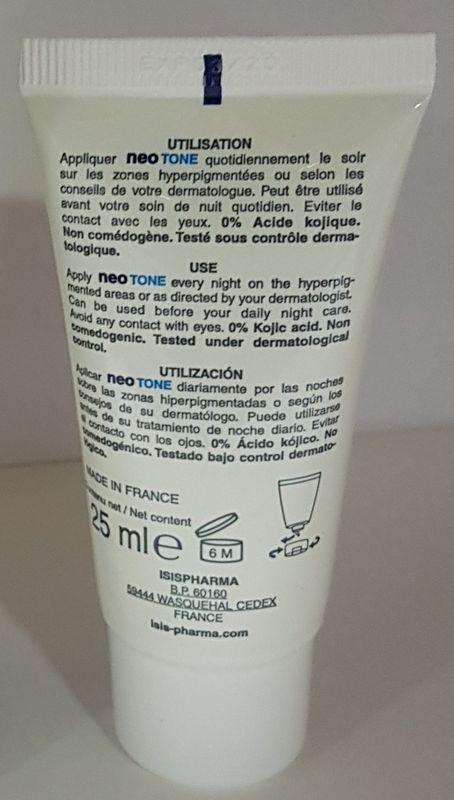 UTILISATION
Appliquer neoTONE quotidiennement le soir
sur les zones hyperpigmentées ou selon les
conseils de votre dermatologue. Peut être utilisé
avant votre soin de nuit quotidien. Eviter le
contact avec les yeux. 0% Acide kojique.
Non comédogène. Testé sous contrôle derma-
tologique.
USE
Apply neoTONE every night on the hyperpig-
mented areas or as directed by your dermatologist.
Can be used before your daily night care.
Avoid any contact with eyes. 0% Kojic acid. Non
comedogenic. Tested under dermatological
control.
UTILIZACIÓN
Aplicar neoTONE diariamente por las noches
sobre las zonas hiperpigmentadas o según los
consejos de su dermatólogo. Puede utilizarse
antes de su tratamiento de noche diario. Evitar
el contacto con los ojos. 0% Ácido kójico. No
comedogénico. Testado bajo control dermato-
lógico.
MADE IN FRANCE
Contenu net / Net content
25 ml e
6 M
ISISPHARMA
B.P. 60160
59444 WASQUEHAL CEDEX
FRANCE
isis-pharma.com